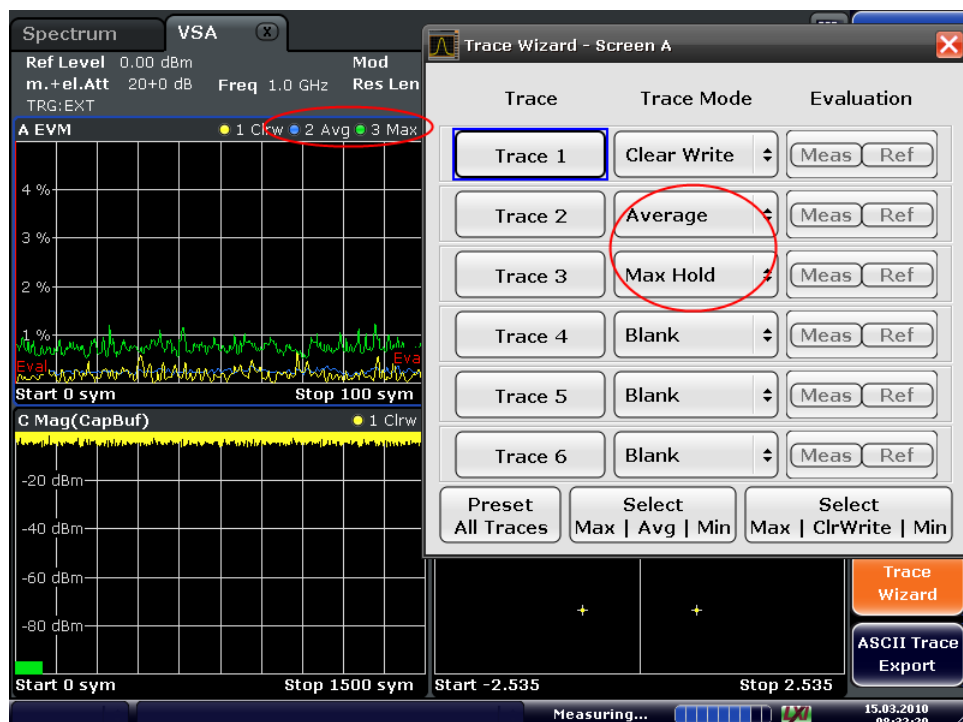 Spectrum VSA X
Ref Level 0.00 dBm Mod
m.+el.Att 20+0 dB Freq 1.0 GHz Res Len
TRG:EXT
A EVM 1 Clrw 2 Avg 3 Max
4 %
3 %
2 %
1 %
Eval
Start 0 sym Stop 100 sym
C Mag(CapBuf) 1 Clrw
-20 dBm
-40 dBm
-60 dBm
-80 dBm
Start 0 sym Stop 1500 sym
Trace Wizard - Screen A
Trace Trace Mode Evaluation
Trace 1 Clear Write Meas Ref
Trace 2 Average Meas Ref
Trace 3 Max Hold Meas Ref
Trace 4 Blank Meas Ref
Trace 5 Blank Meas Ref
Trace 6 Blank Meas Ref
Preset
All Traces
Select
Max | Avg | Min
Select
Max | ClrWrite | Min
Start -2.535 Stop 2.535
Trace
Wizard
ASCII Trace
Export
Measuring... LXI 15.03.2010